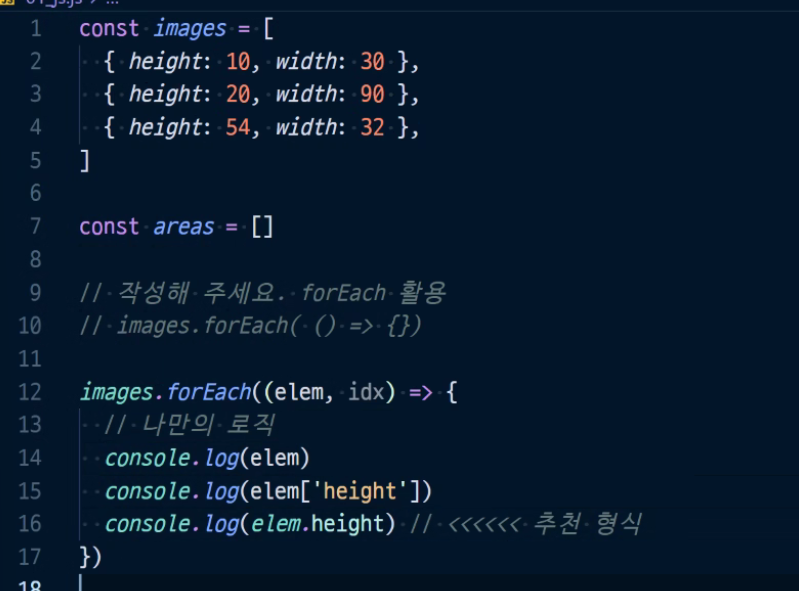 1 const images = [
2 { height: 10, width: 30 },
3 { height: 20, width: 90 },
4 { height: 54, width: 32 },
5 ]
6
7 const areas = []
8
9 // 작성해 주세요. forEach 활용
10 // images.forEach( () => {})
11
12 images.forEach((elem, idx) => {
13 // 나만의 로직
14 console.log(elem)
15 console.log(elem['height'])
16 console.log(elem.height) // <<<<<< 추천 형식
17 })
18